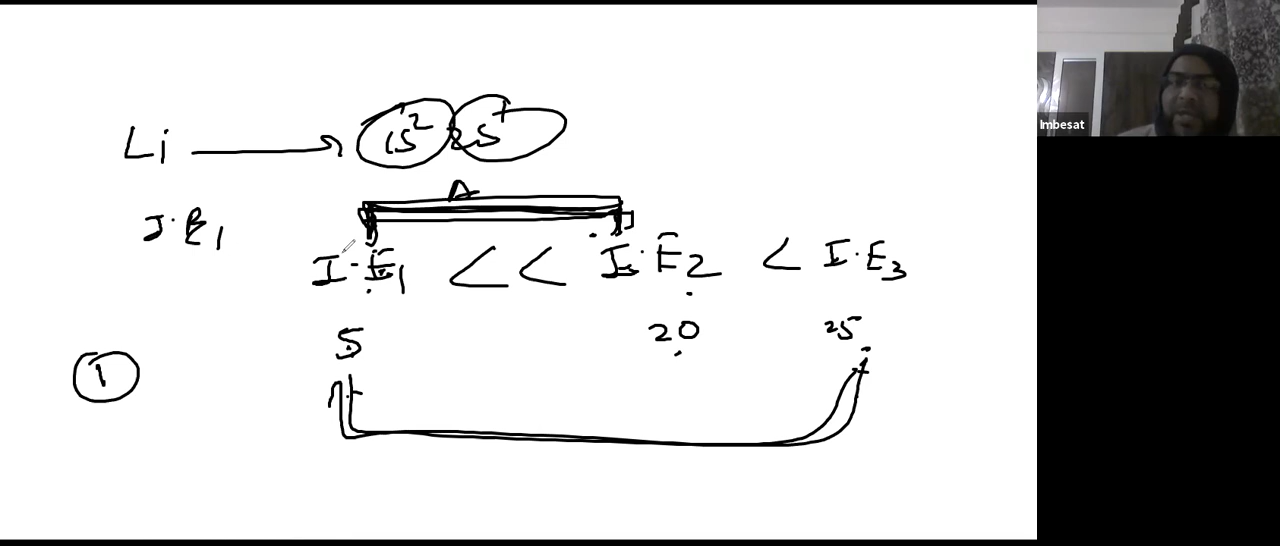 Li → 1s² 2s¹
Imbesat
Δ
I.E₁
I.E₁ << I.E₂ < I.E₃
5 20 25
1